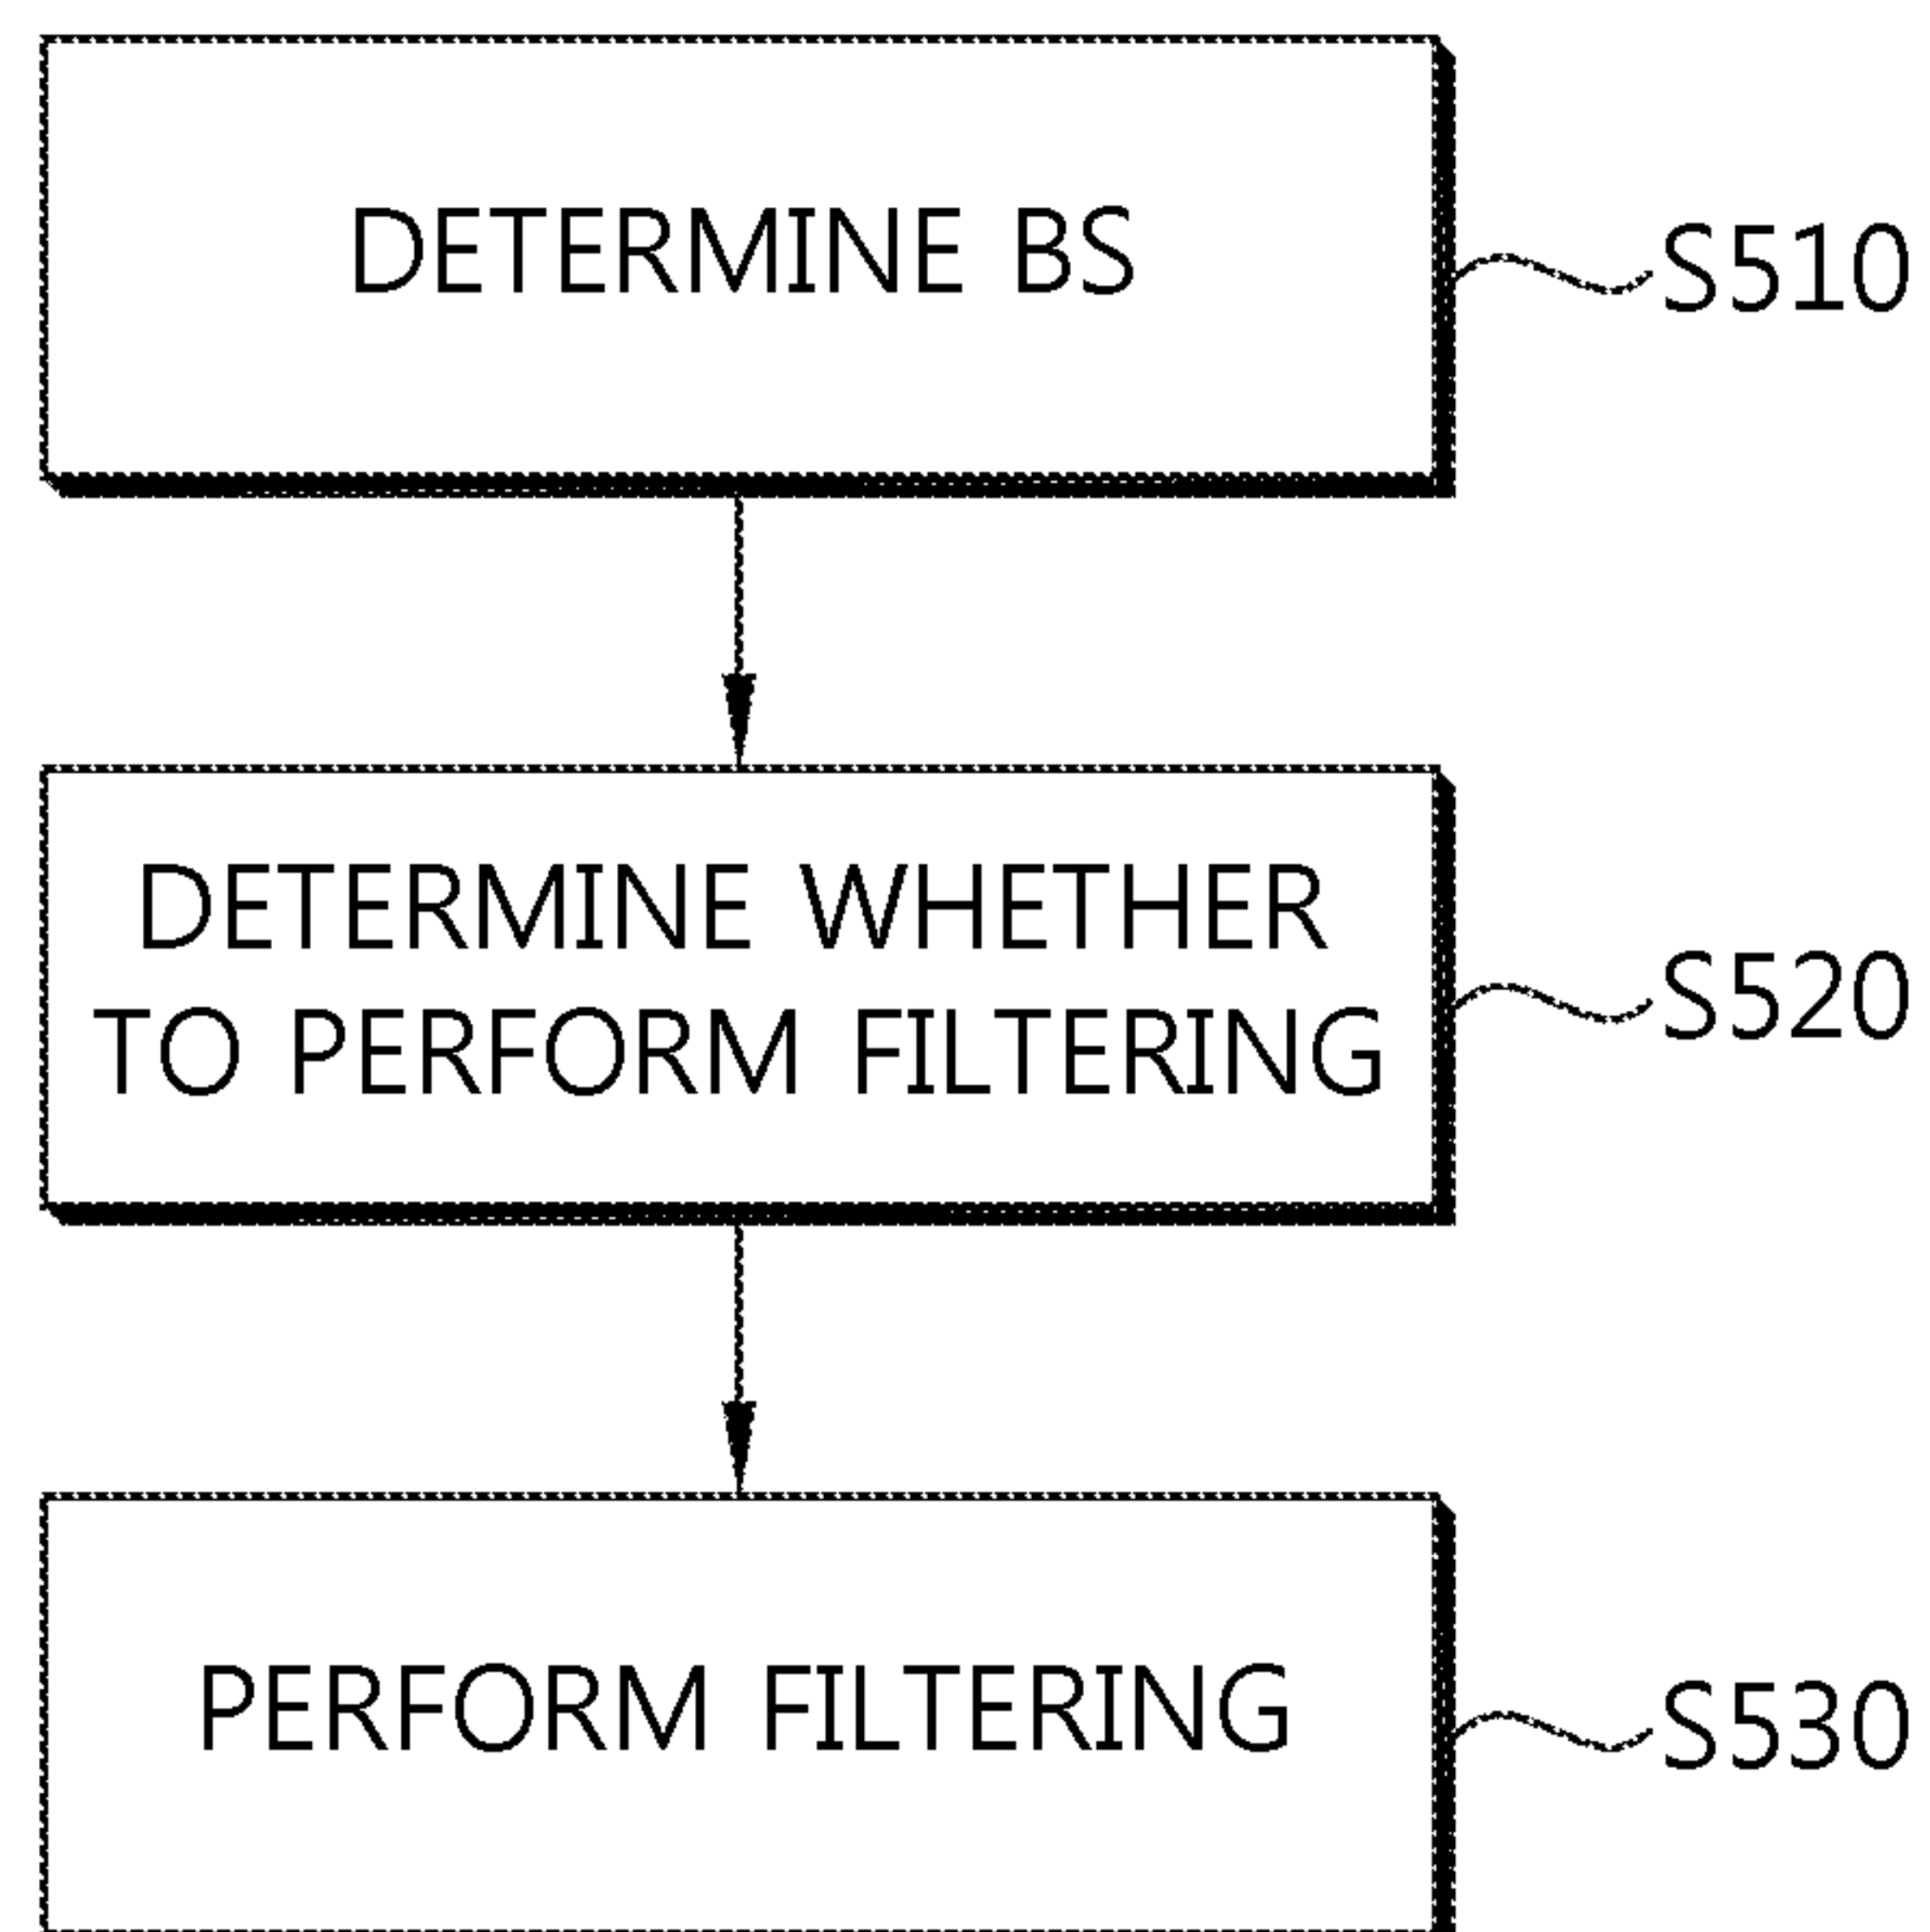 DETERMINE BS
S510
DETERMINE WHETHER
TO PERFORM FILTERING
S520
PERFORM FILTERING
S530